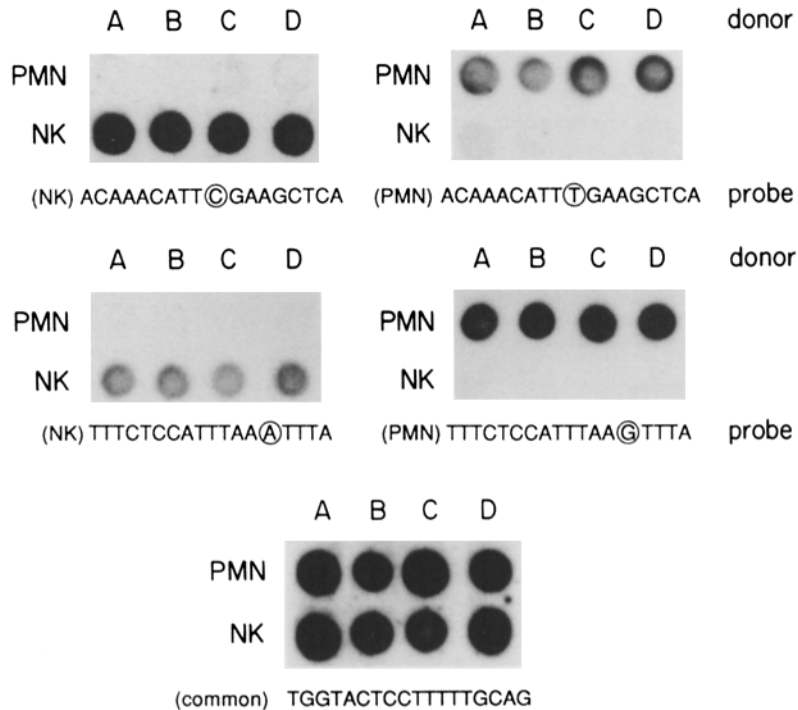 A B C D A B C D donor
PMN PMN
NK NK
(NK) ACAAACATTCGAAGCTCA (PMN) ACAAACATTTGAAGCTCA probe
A B C D A B C D donor
PMN PMN
NK NK
(NK) TTTCTCCATTTAAATTTA (PMN) TTTCTCCATTTAAGTTTA probe
A B C D
PMN
NK
(common) TGGTACTCCTTTTTGCAG